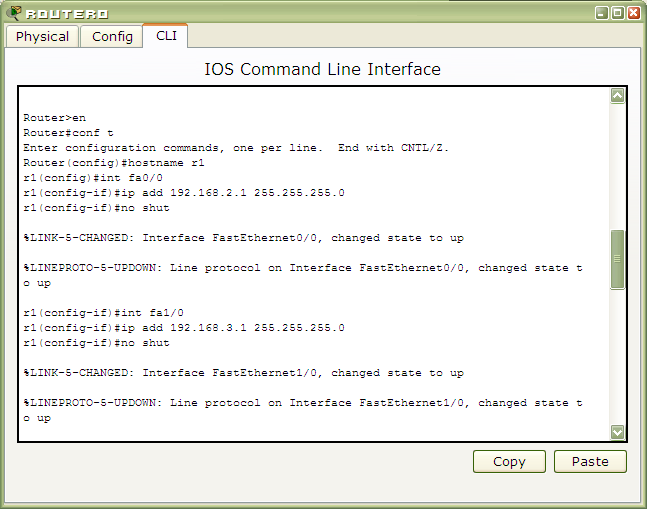 ROUTER0
Physical Config CLI
IOS Command Line Interface
Router>en
Router#conf t
Enter configuration commands, one per line.  End with CNTL/Z.
Router(config)#hostname r1
r1(config)#int fa0/0
r1(config-if)#ip add 192.168.2.1 255.255.255.0
r1(config-if)#no shut
%LINK-5-CHANGED: Interface FastEthernet0/0, changed state to up
%LINEPROTO-5-UPDOWN: Line protocol on Interface FastEthernet0/0, changed state t
o up
r1(config-if)#int fa1/0
r1(config-if)#ip add 192.168.3.1 255.255.255.0
r1(config-if)#no shut
%LINK-5-CHANGED: Interface FastEthernet1/0, changed state to up
%LINEPROTO-5-UPDOWN: Line protocol on Interface FastEthernet1/0, changed state t
o up
Copy Paste